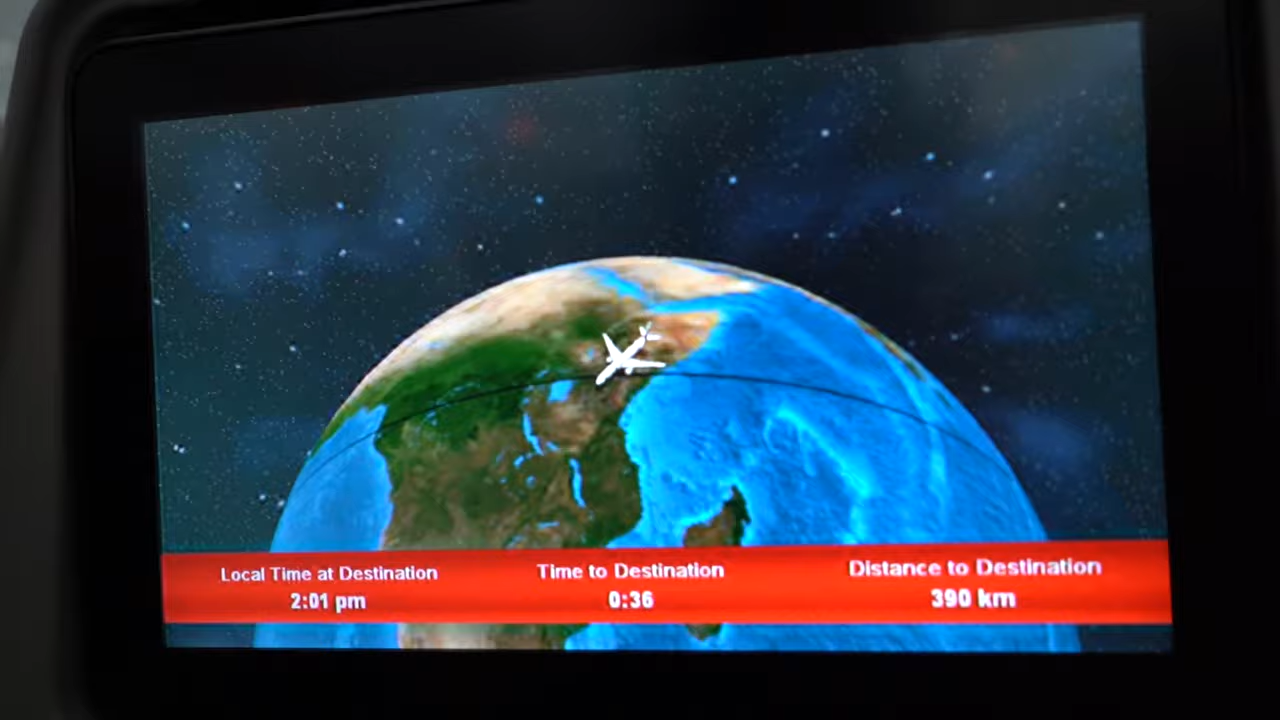 Local Time at Destination
2:01 pm
Time to Destination
0:36
Distance to Destination
390 km